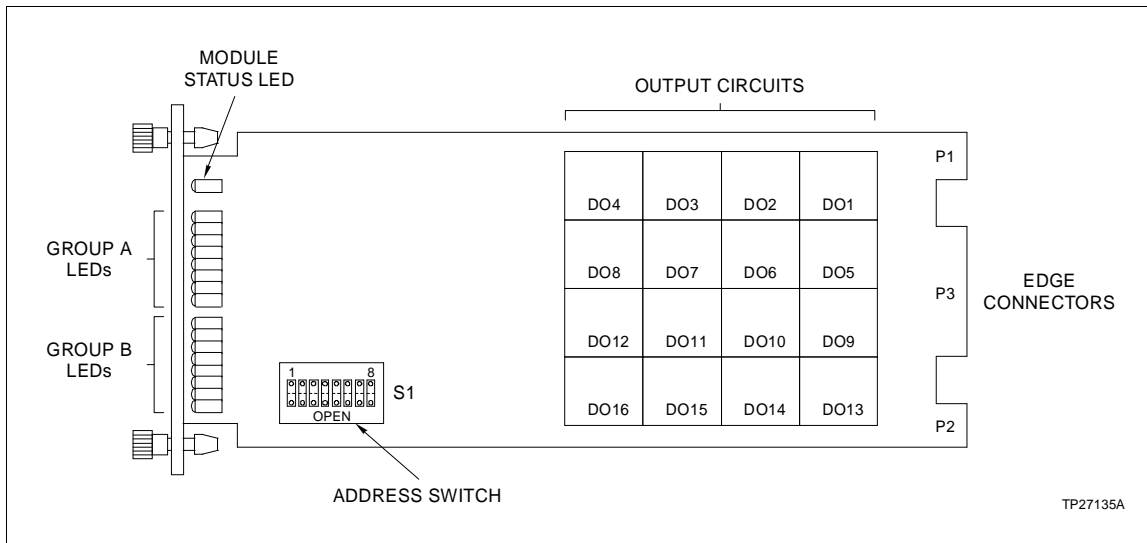 MODULE
STATUS LED
OUTPUT CIRCUITS
P1
DO4 DO3 DO2 DO1
GROUP A
LEDs
DO8 DO7 DO6 DO5
P3
EDGE
CONNECTORS
DO12 DO11 DO10 DO9
GROUP B
LEDs
1 8
S1
OPEN
DO16 DO15 DO14 DO13
P2
ADDRESS SWITCH
TP27135A